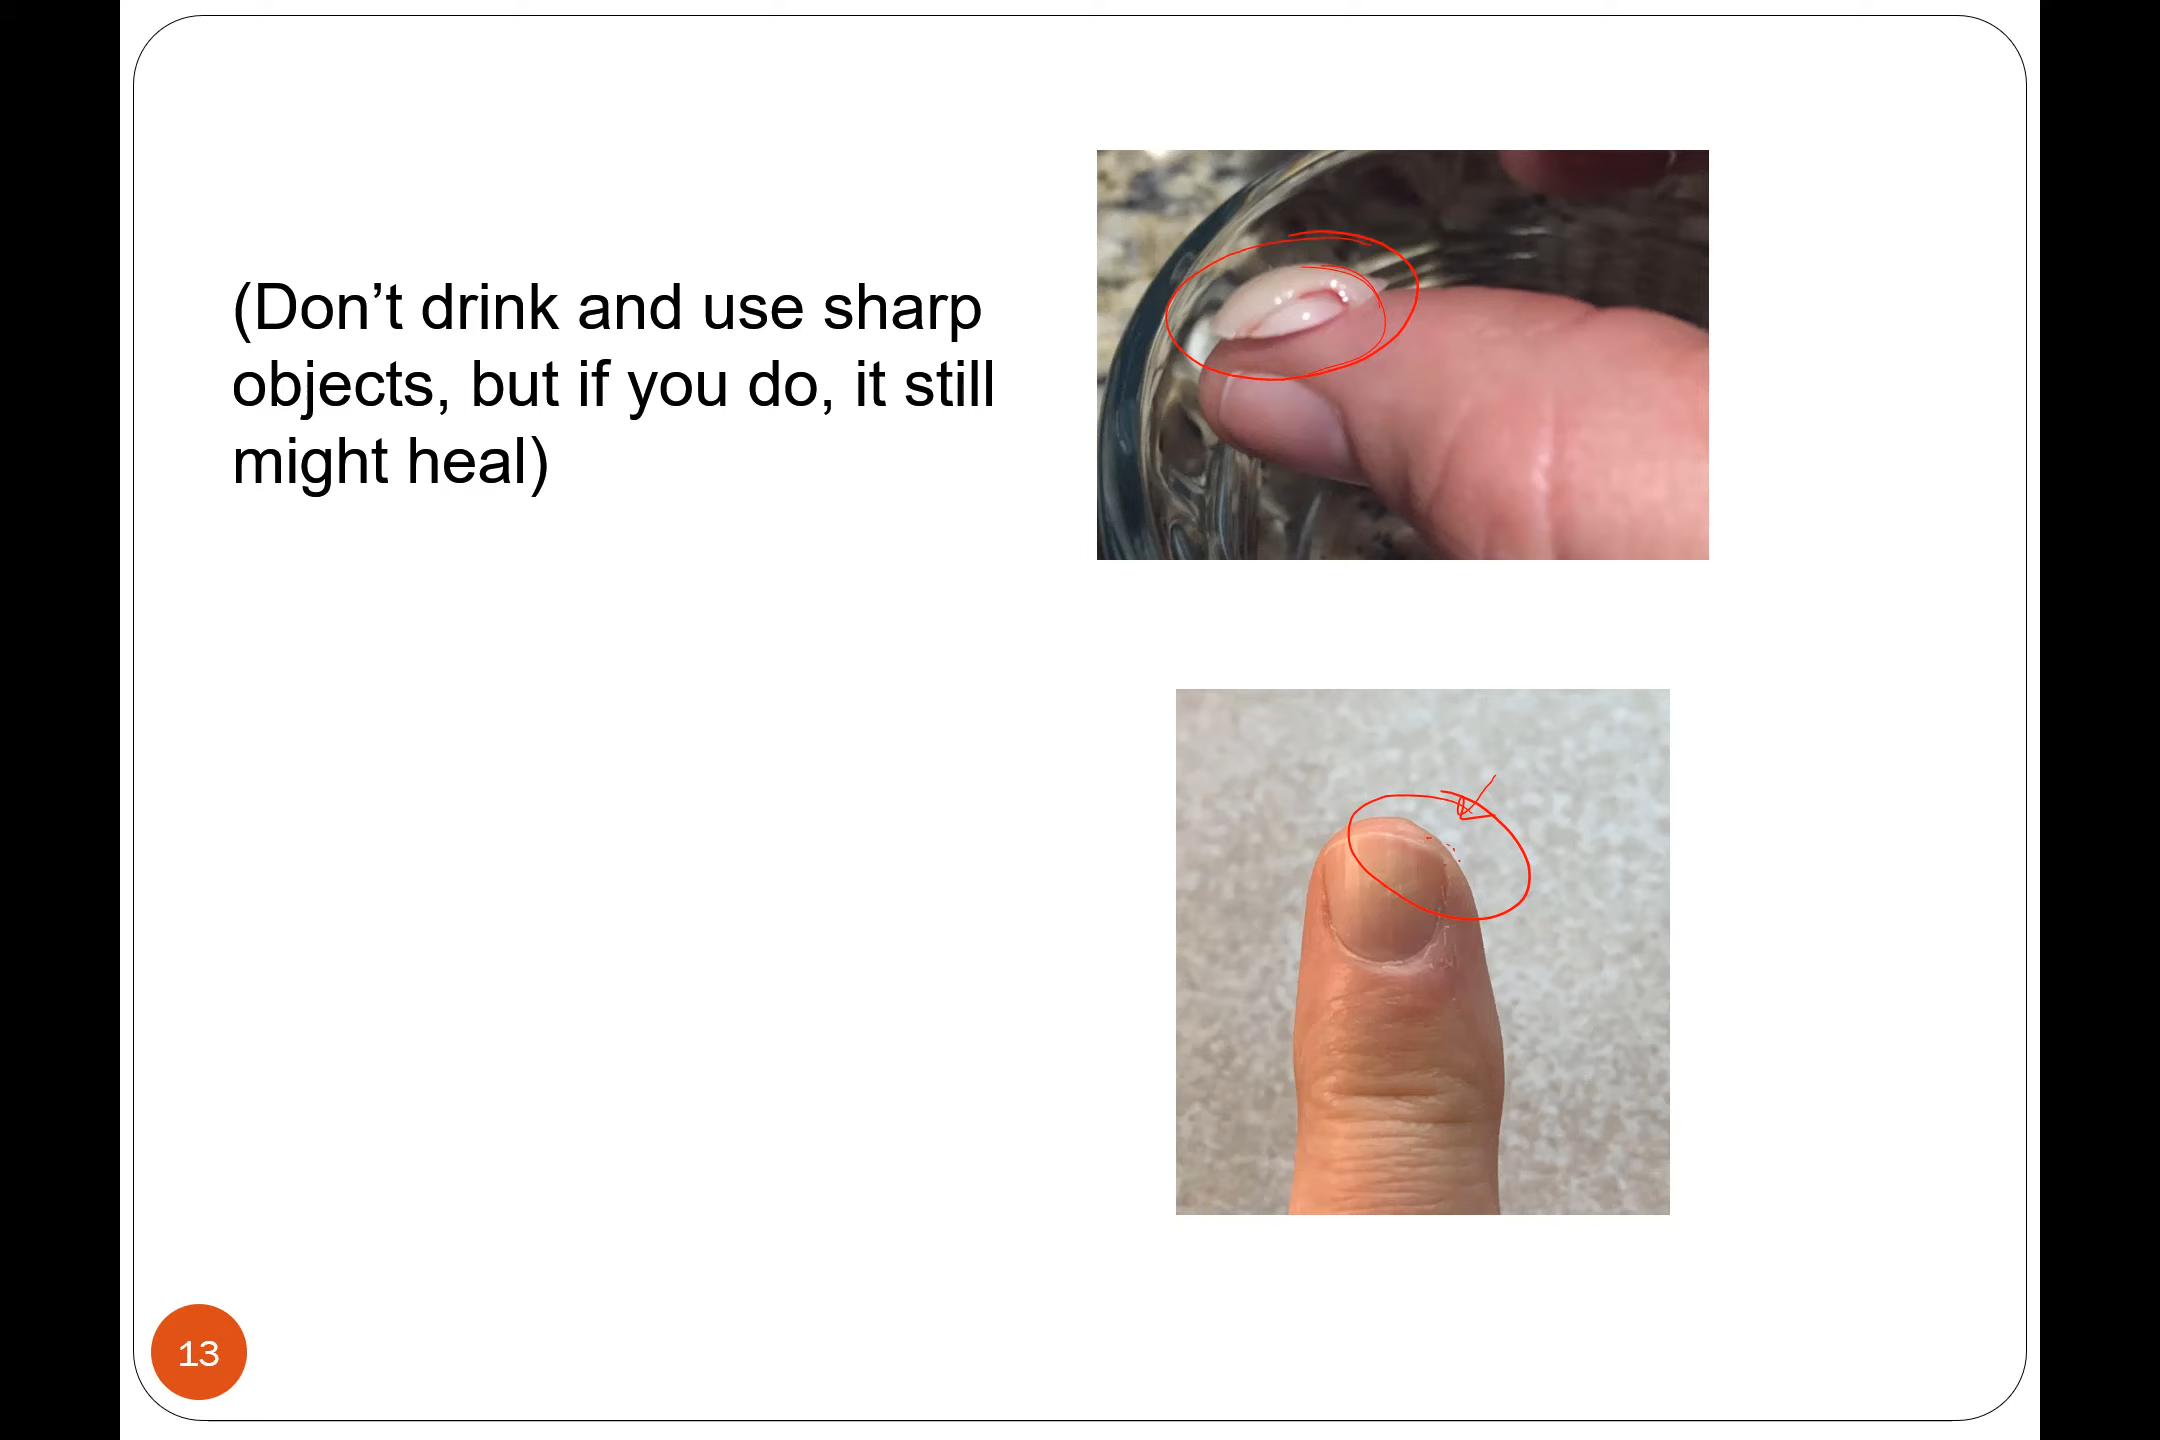 (Don’t drink and use sharp
objects, but if you do, it still
might heal)
13